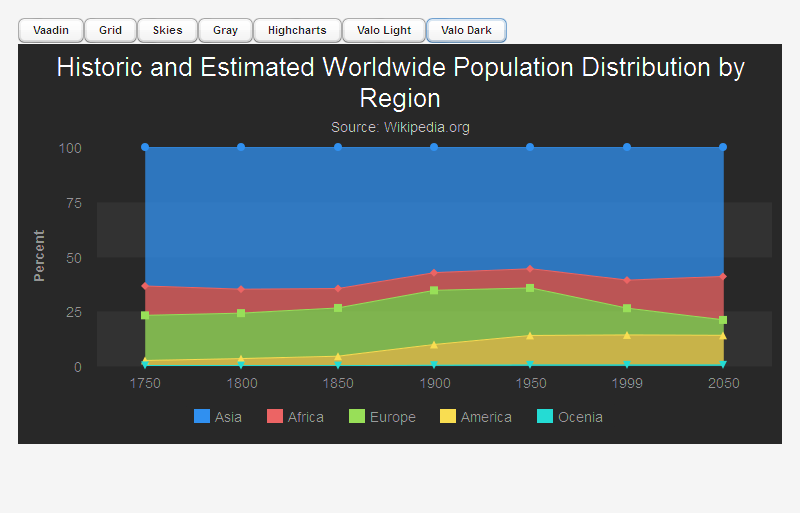 Vaadin Grid Skies Gray Highcharts Valo Light Valo Dark
Historic and Estimated Worldwide Population Distribution by
Region
Source: Wikipedia.org
100
75
50
25
0
Percent
1750 1800 1850 1900 1950 1999 2050
Asia Africa Europe America Ocenia